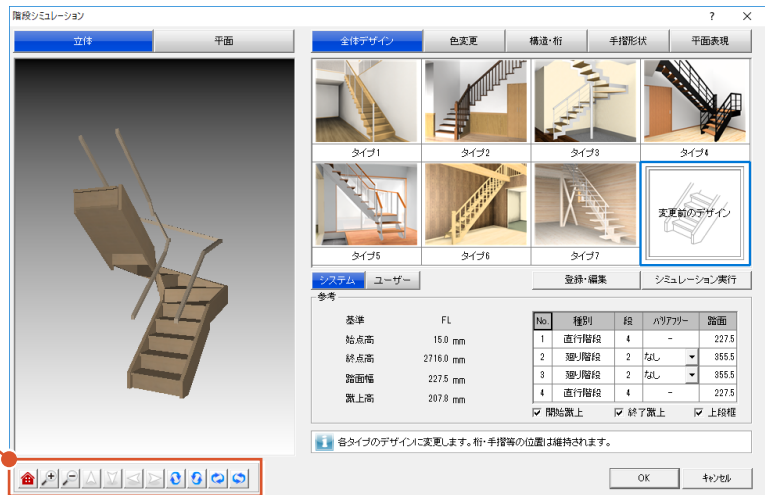 階段シミュレーション
? ×
立体 平面
全体デザイン 色変更 構造・桁 手摺形状 平面表現
タイプ1 タイプ2 タイプ3 タイプ4
変更前のデザイン
タイプ5 タイプ6 タイプ7
システム ユーザー 登録・編集 シミュレーション実行
参考
基準 FL
始点高 15.0 mm
終点高 2716.0 mm
踏面幅 227.5 mm
蹴上高 207.8 mm
No. 種別 段 バリアフリー 踏面
1 直行階段 4 - 227.5
2 廻り階段 2 なし 355.5
3 廻り階段 2 なし 355.5
4 直行階段 4 - 227.5
開始蹴上 終了蹴上 上段框
各タイプのデザインに変更します。桁・手摺等の位置は維持されます。
OK キャンセル